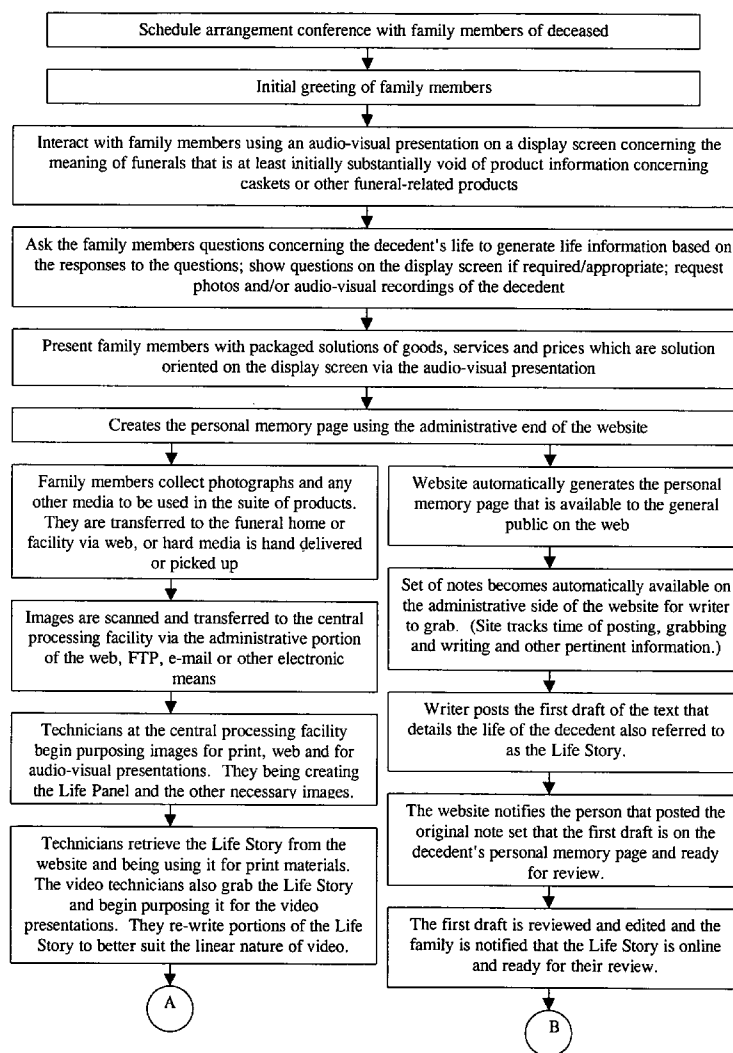 Schedule arrangement conference with family members of deceased
Initial greeting of family members
Interact with family members using an audio-visual presentation on a display screen concerning the
meaning of funerals that is at least initially substantially void of product information concerning
caskets or other funeral-related products
Ask the family members questions concerning the decedent's life to generate life information based on
the responses to the questions; show questions on the display screen if required/appropriate; request
photos and/or audio-visual recordings of the decedent
Present family members with packaged solutions of goods, services and prices which are solution
oriented on the display screen via the audio-visual presentation
Creates the personal memory page using the administrative end of the website
Family members collect photographs and any
other media to be used in the suite of products.
They are transferred to the funeral home or
facility via web, or hard media is hand delivered
or picked up
Images are scanned and transferred to the central
processing facility via the administrative portion
of the web, FTP, e-mail or other electronic
means
Technicians at the central processing facility
begin purposing images for print, web and for
audio-visual presentations. They being creating
the Life Panel and the other necessary images.
Technicians retrieve the Life Story from the
website and being using it for print materials.
The video technicians also grab the Life Story
and begin purposing it for the video
presentations. They re-write portions of the Life
Story to better suit the linear nature of video.
A
Website automatically generates the personal
memory page that is available to the general
public on the web
Set of notes becomes automatically available on
the administrative side of the website for writer
to grab. (Site tracks time of posting, grabbing
and writing and other pertinent information.)
Writer posts the first draft of the text that
details the life of the decedent also referred to
as the Life Story.
The website notifies the person that posted the
original note set that the first draft is on the
decedent's personal memory page and ready
for review.
The first draft is reviewed and edited and the
family is notified that the Life Story is online
and ready for their review.
B